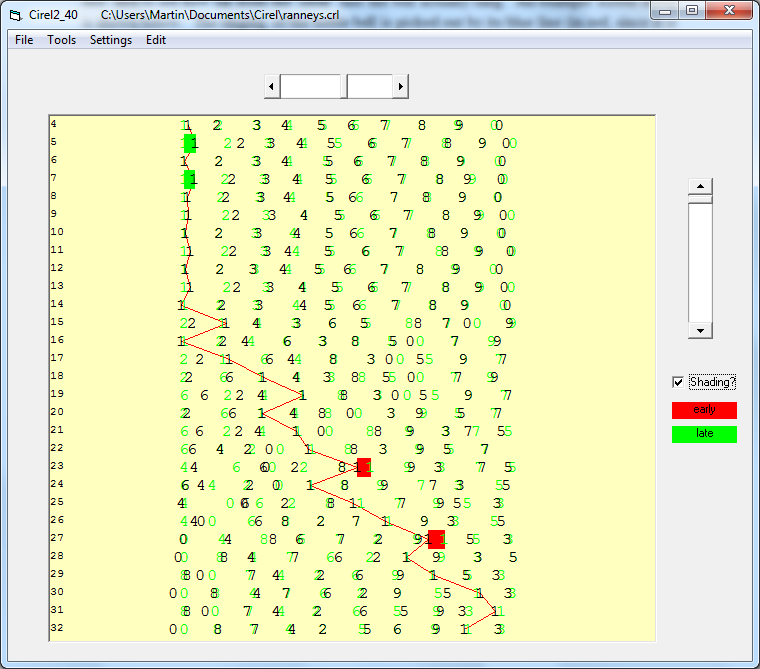 Cirel2_40 C:\Users\Martin\Documents\Cirel\ranneys.crl
File Tools Settings Edit
4 1 2 3 4 5 6 7 8 9 0
5 1 2 3 4 5 6 7 8 9 0
6 1 2 3 4 5 6 7 8 9 0
7 1 2 3 4 5 6 7 8 9 0
8 1 2 3 4 5 6 7 8 9 0
9 1 2 3 4 5 6 7 8 9 0
10 1 2 3 4 5 6 7 8 9 0
11 1 2 3 4 5 6 7 8 9 0
12 1 2 3 4 5 6 7 8 9 0
13 1 2 3 4 5 6 7 8 9 0
14 1 2 3 4 5 6 7 8 9 0
15 2 1 4 3 6 5 8 7 0 9
16 1 2 4 6 3 8 5 0 7 9
17 2 1 6 4 8 3 0 5 9 7
18 2 6 1 4 3 8 5 0 7 9
19 6 2 4 1 8 3 0 5 9 7
20 2 6 1 4 8 0 3 9 5 7
21 6 2 4 1 0 8 9 3 7 5
22 6 4 2 0 1 8 3 9 5 7
23 4 6 0 2 8 1 9 3 7 5
24 6 4 2 0 1 8 9 7 3 5
25 4 0 6 2 8 1 7 9 5 3
26 4 0 6 8 2 7 1 9 3 5
27 0 4 8 6 7 2 9 1 5 3
28 0 8 4 7 6 2 1 9 3 5
29 8 0 7 4 2 6 9 1 5 3
30 0 8 7 4 6 2 9 5 1 3
31 8 0 7 4 2 6 5 9 3 1
32 0 8 7 4 2 5 6 9 1 3
Shading?
early
late